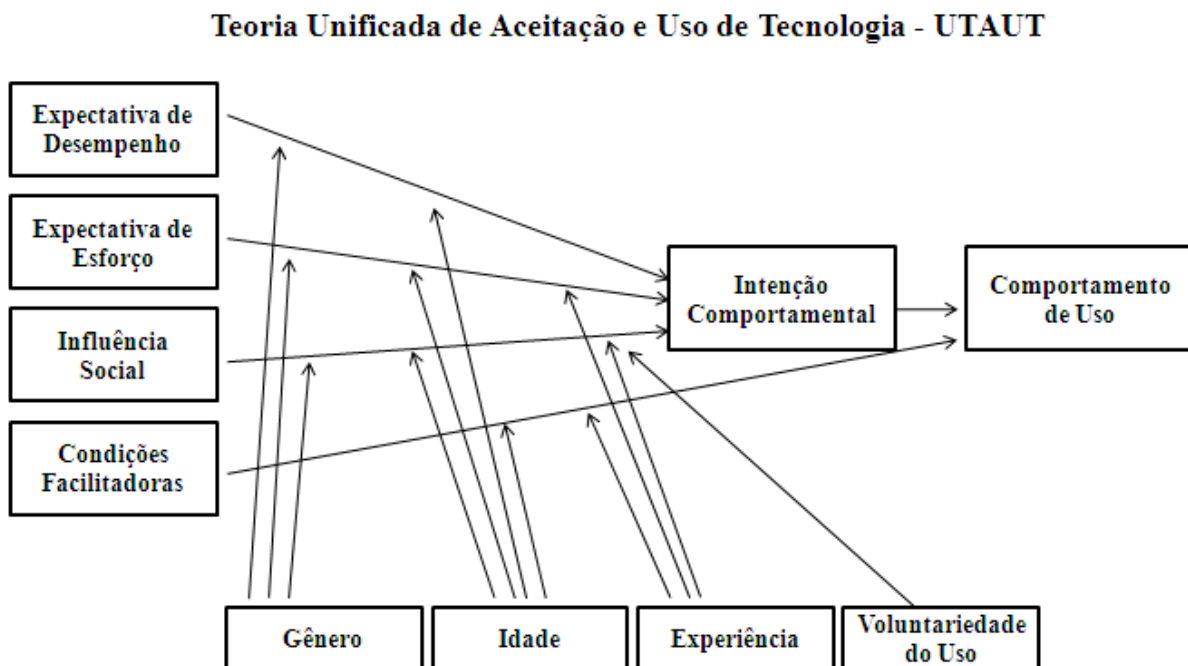 Teoria Unificada de Aceitação e Uso de Tecnologia - UTAUT
Expectativa de
Desempenho
Expectativa de
Esforço
Influência
Social
Condições
Facilitadoras
Intenção
Comportamental
Comportamento
de Uso
Gênero
Idade
Experiência
Voluntariedade
do Uso